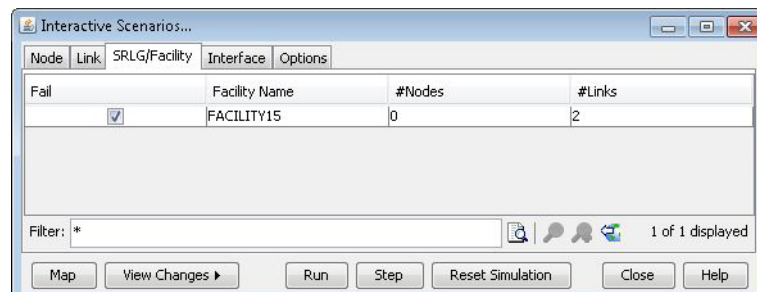 Interactive Scenarios...
Node Link SRLG/Facility Interface Options
Fail Facility Name #Nodes #Links
FACILITY15 0 2
Filter: * 1 of 1 displayed
Map View Changes Run Step Reset Simulation Close Help